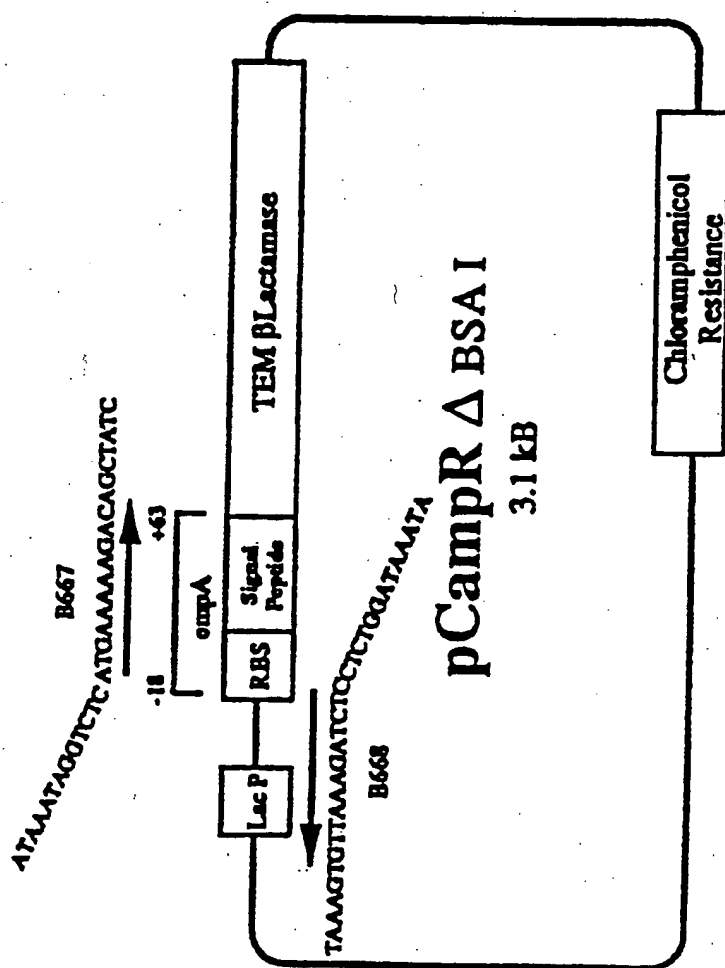 ATAAATAGGTCTCATGAAAAAGACAGCTATC
B667
-18
+63
ompA
Lac P
RBS
Signal
Peptide
TEM βLactamase
TAAAGTGTTAAAGATCTCCTCTGGATAAATA
B668
pCampR Δ BSA I
3.1 kB
Chloramphenicol
Resistance